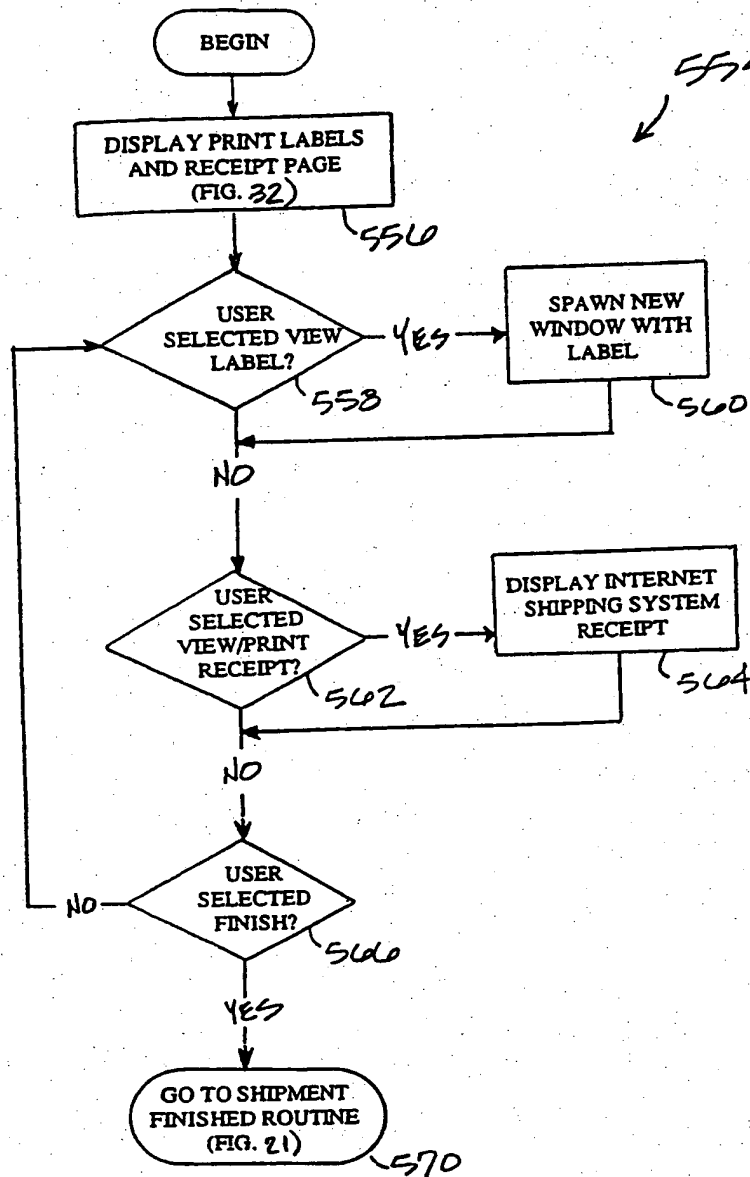 BEGIN
DISPLAY PRINT LABELS
AND RECEIPT PAGE
(FIG. 32)
556
USER
SELECTED VIEW
LABEL?
558
YES
SPAWN NEW
WINDOW WITH
LABEL
560
NO
USER
SELECTED
VIEW/PRINT
RECEIPT?
562
YES
DISPLAY INTERNET
SHIPPING SYSTEM
RECEIPT
564
NO
USER
SELECTED
FINISH?
566
NO
YES
GO TO SHIPMENT
FINISHED ROUTINE
(FIG. 21)
570